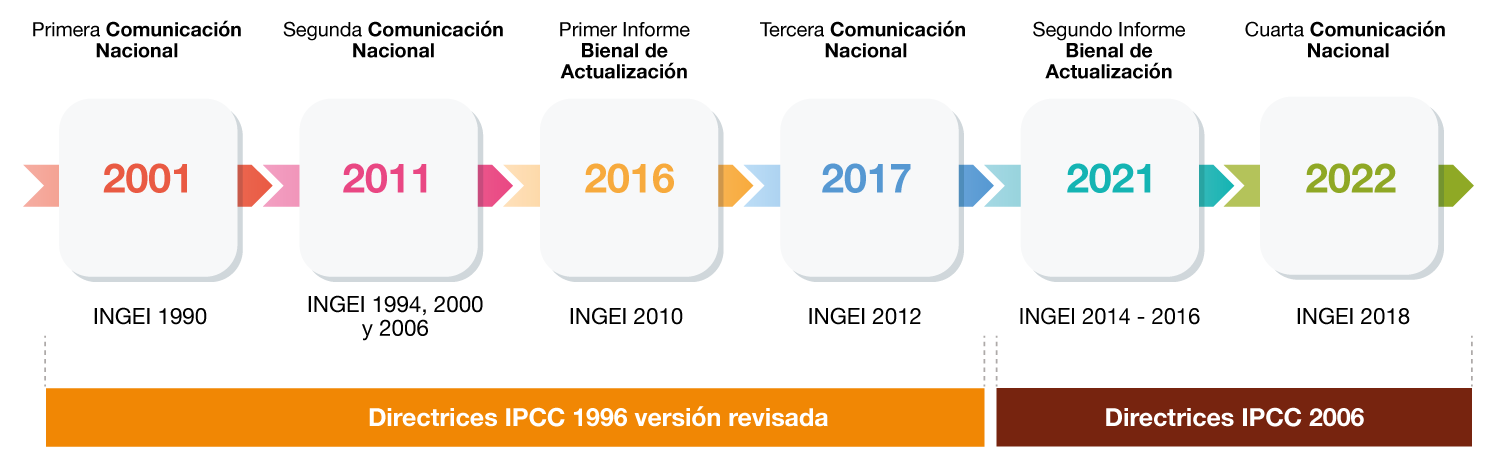 Primera Comunicación
Nacional
Segunda Comunicación
Nacional
Primer Informe
Bienal de
Actualización
Tercera Comunicación
Nacional
Segundo Informe
Bienal de
Actualización
Cuarta Comunicación
Nacional
2001
2011
2016
2017
2021
2022
INGEI 1990
INGEI 1994, 2000
y 2006
INGEI 2010
INGEI 2012
INGEI 2014 - 2016
INGEI 2018
Directrices IPCC 1996 versión revisada
Directrices IPCC 2006